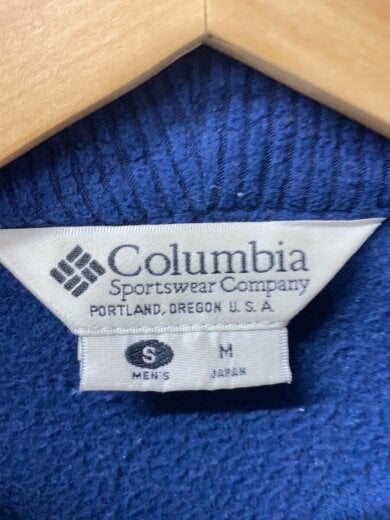 Columbia
Sportswear Company
PORTLAND, OREGON U.S.A.
S M
MEN'S JAPAN